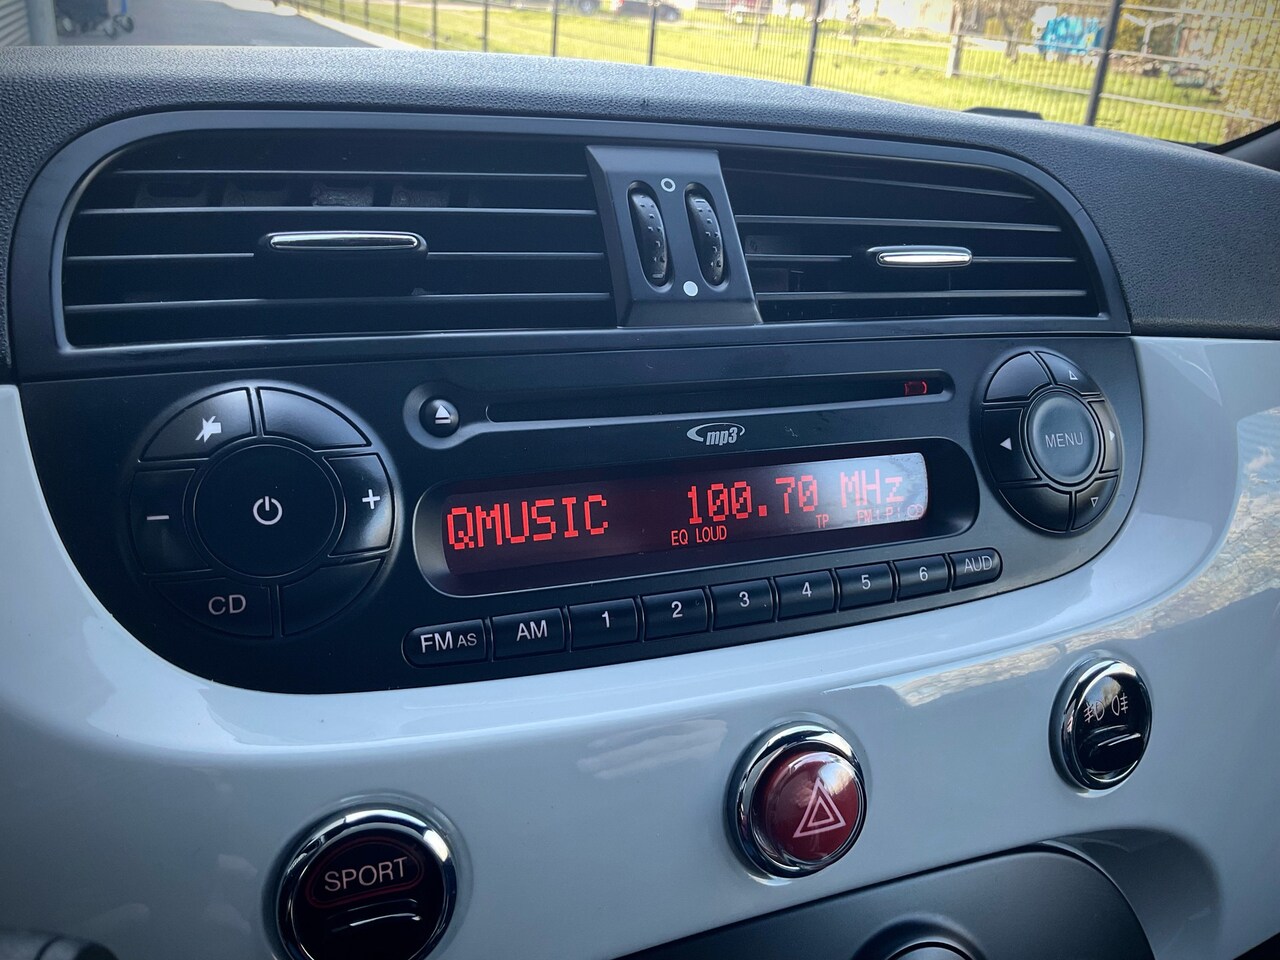 mp3
MENU
QMUSIC 100.70 MHz
EQ LOUD TP
- +
CD
FM AS AM 1 2 3 4 5 6 AUD
SPORT